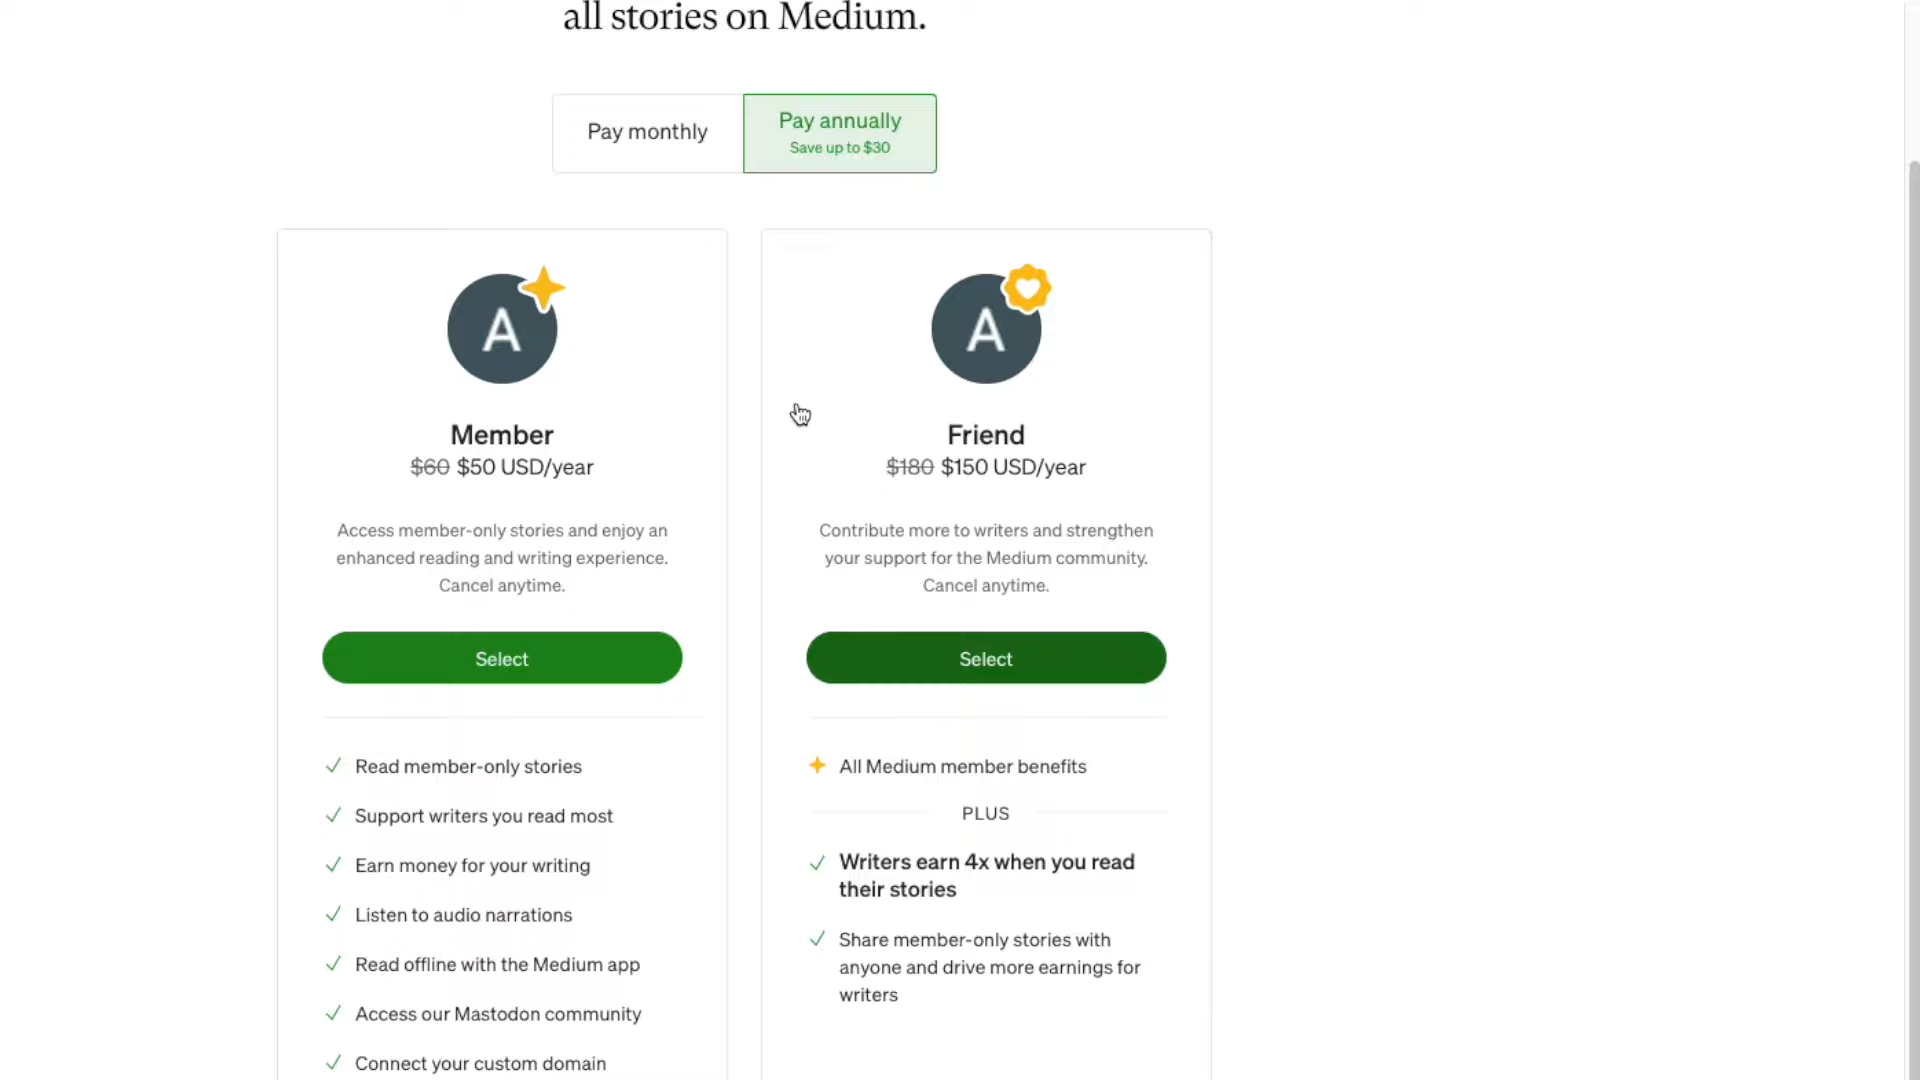 all stories on Medium.
Pay monthly
Pay annually
Save up to $30
A
Member
$60 $50 USD/year
Access member-only stories and enjoy an
enhanced reading and writing experience.
Cancel anytime.
Select
Read member-only stories
Support writers you read most
Earn money for your writing
Listen to audio narrations
Read offline with the Medium app
Access our Mastodon community
Connect your custom domain
A
Friend
$180 $150 USD/year
Contribute more to writers and strengthen
your support for the Medium community.
Cancel anytime.
Select
All Medium member benefits
PLUS
Writers earn 4x when you read
their stories
Share member-only stories with
anyone and drive more earnings for
writers